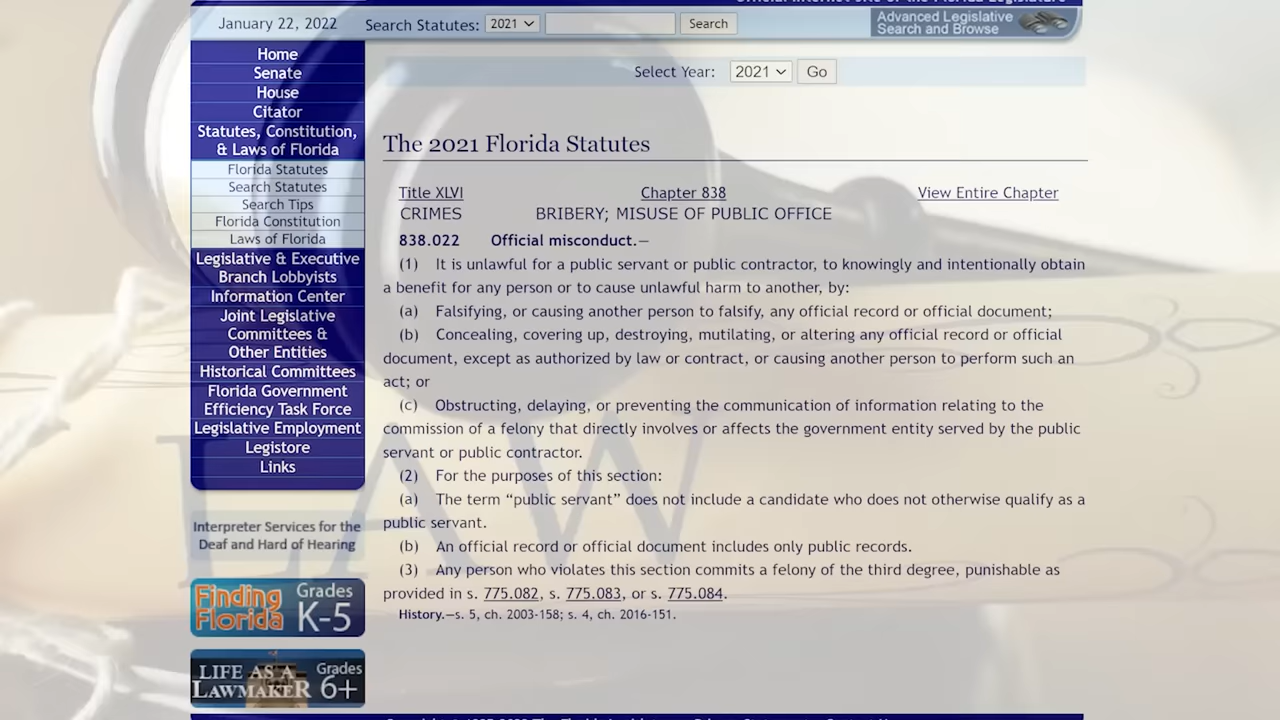 Official Internet Site of the Florida Legislature
January 22, 2022
Search Statutes: 2021 Search
Advanced Legislative
Search and Browse
Home
Senate
House
Citator
Statutes, Constitution,
& Laws of Florida
Florida Statutes
Search Statutes
Search Tips
Florida Constitution
Laws of Florida
Legislative & Executive
Branch Lobbyists
Information Center
Joint Legislative
Committees &
Other Entities
Historical Committees
Florida Government
Efficiency Task Force
Legislative Employment
Legistore
Links
Interpreter Services for the
Deaf and Hard of Hearing
Finding
Florida
Grades
K-5
LIFE AS A
LAWMAKER
Grades
6+
Select Year: 2021 Go
The 2021 Florida Statutes
Title XLVI Chapter 838 View Entire Chapter
CRIMES BRIBERY; MISUSE OF PUBLIC OFFICE
838.022 Official misconduct.—
(1) It is unlawful for a public servant or public contractor, to knowingly and intentionally obtain
a benefit for any person or to cause unlawful harm to another, by:
(a) Falsifying, or causing another person to falsify, any official record or official document;
(b) Concealing, covering up, destroying, mutilating, or altering any official record or official
document, except as authorized by law or contract, or causing another person to perform such an
act; or
(c) Obstructing, delaying, or preventing the communication of information relating to the
commission of a felony that directly involves or affects the government entity served by the public
servant or public contractor.
(2) For the purposes of this section:
(a) The term “public servant” does not include a candidate who does not otherwise qualify as a
public servant.
(b) An official record or official document includes only public records.
(3) Any person who violates this section commits a felony of the third degree, punishable as
provided in s. 775.082, s. 775.083, or s. 775.084.
History.—s. 5, ch. 2003-158; s. 4, ch. 2016-151.
LAW